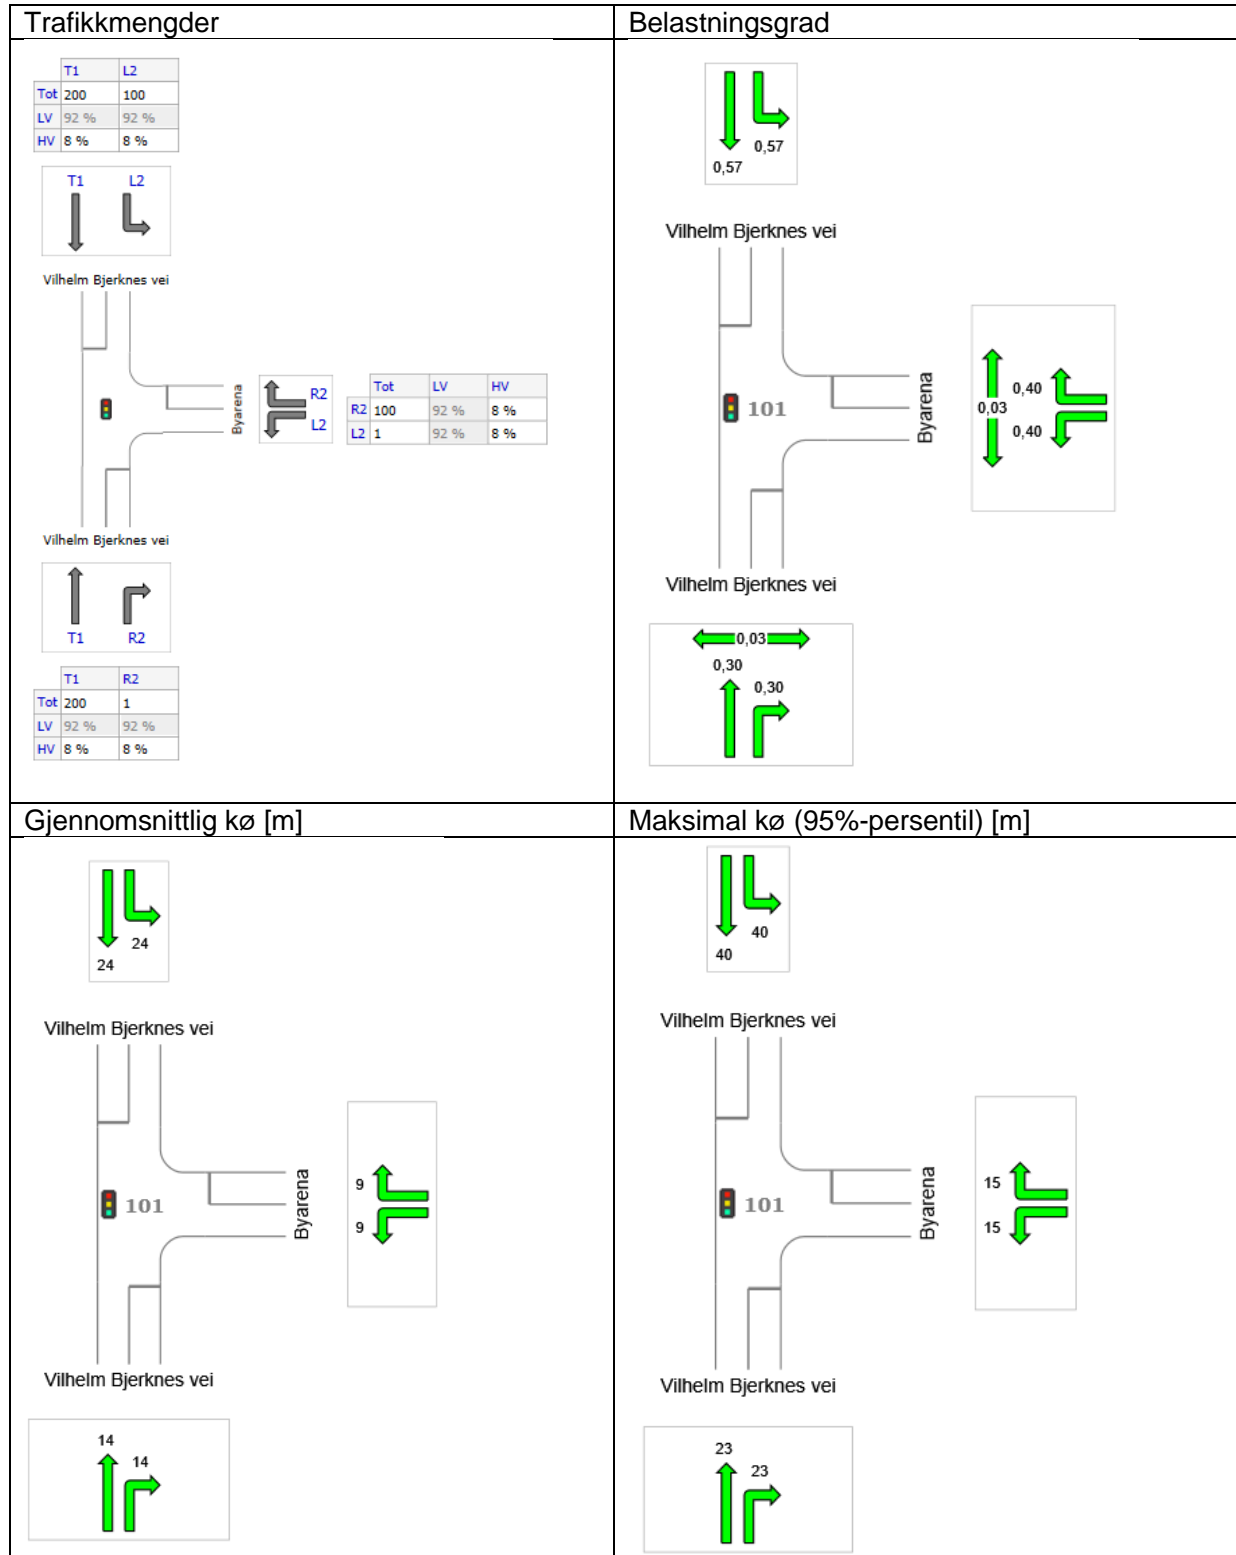 Trafikkmengder
T1 L2
Tot 200 100
LV 92 % 92 %
HV 8 % 8 %
T1 L2
Vilhelm Bjerknes vei
Byarena
R2
L2
Tot LV HV
R2 100 92 % 8 %
L2 1 92 % 8 %
Vilhelm Bjerknes vei
T1 R2
T1 R2
Tot 200 1
LV 92 % 92 %
HV 8 % 8 %
Belastningsgrad
0,57
0,57
Vilhelm Bjerknes vei
101
Byarena
0,40
0,03
0,40
Vilhelm Bjerknes vei
0,03
0,30
0,30
Gjennomsnittlig kø [m]
24
24
Vilhelm Bjerknes vei
101
Byarena
9
9
Vilhelm Bjerknes vei
14
14
Maksimal kø (95%-persentil) [m]
40
40
Vilhelm Bjerknes vei
101
Byarena
15
15
Vilhelm Bjerknes vei
23
23